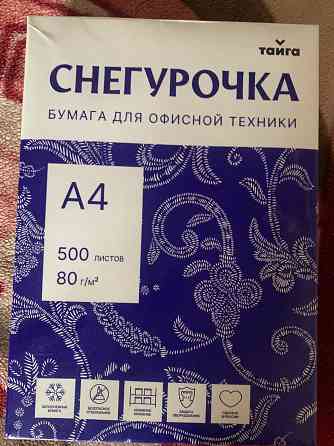 тайга
СНЕГУРОЧКА
БУМАГА ДЛЯ ОФИСНОЙ ТЕХНИКИ
А4
500 листов
80 г/м²